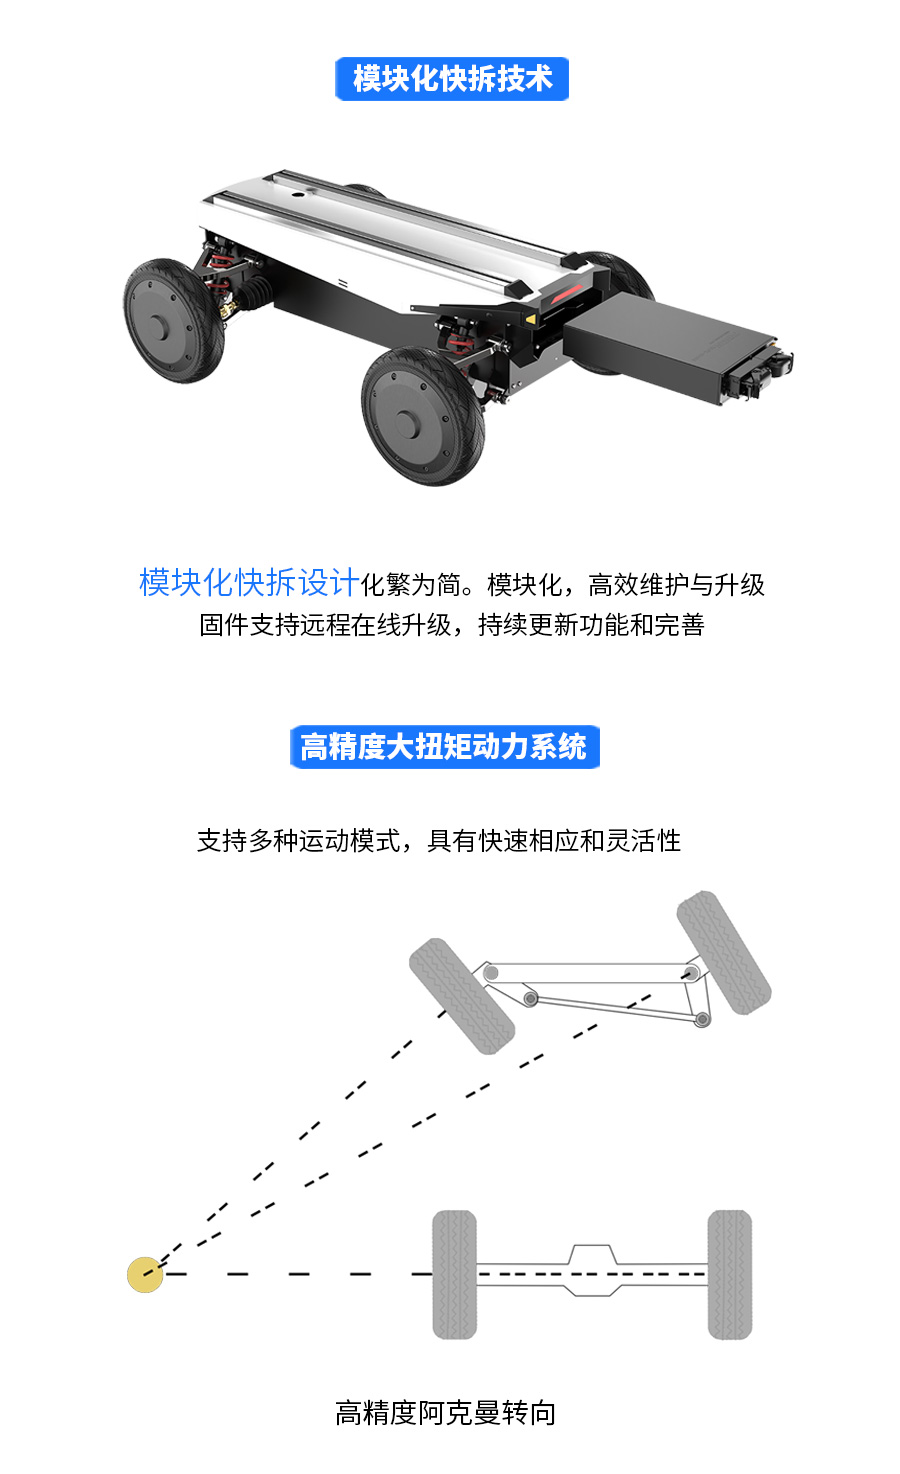 模块化快拆技术
模块化快拆设计化繁为简。模块化，高效维护与升级
固件支持远程在线升级，持续更新功能和完善
高精度大扭矩动力系统
支持多种运动模式，具有快速相应和灵活性
高精度阿克曼转向